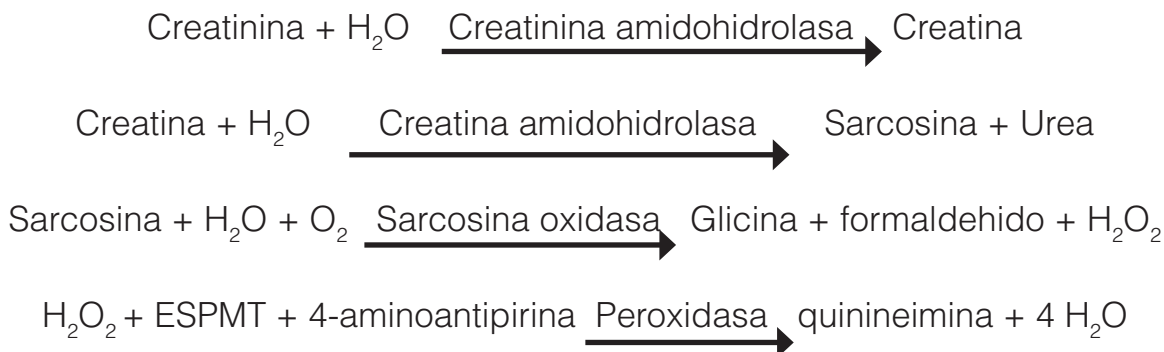 Creatinina + H₂O Creatinina amidohidrolasa Creatina
Creatina + H₂O Creatina amidohidrolasa Sarcosina + Urea
Sarcosina + H₂O + O₂ Sarcosina oxidasa Glicina + formaldehido + H₂O₂
H₂O₂ + ESPMT + 4-aminoantipirina Peroxidasa quinineimina + 4 H₂O